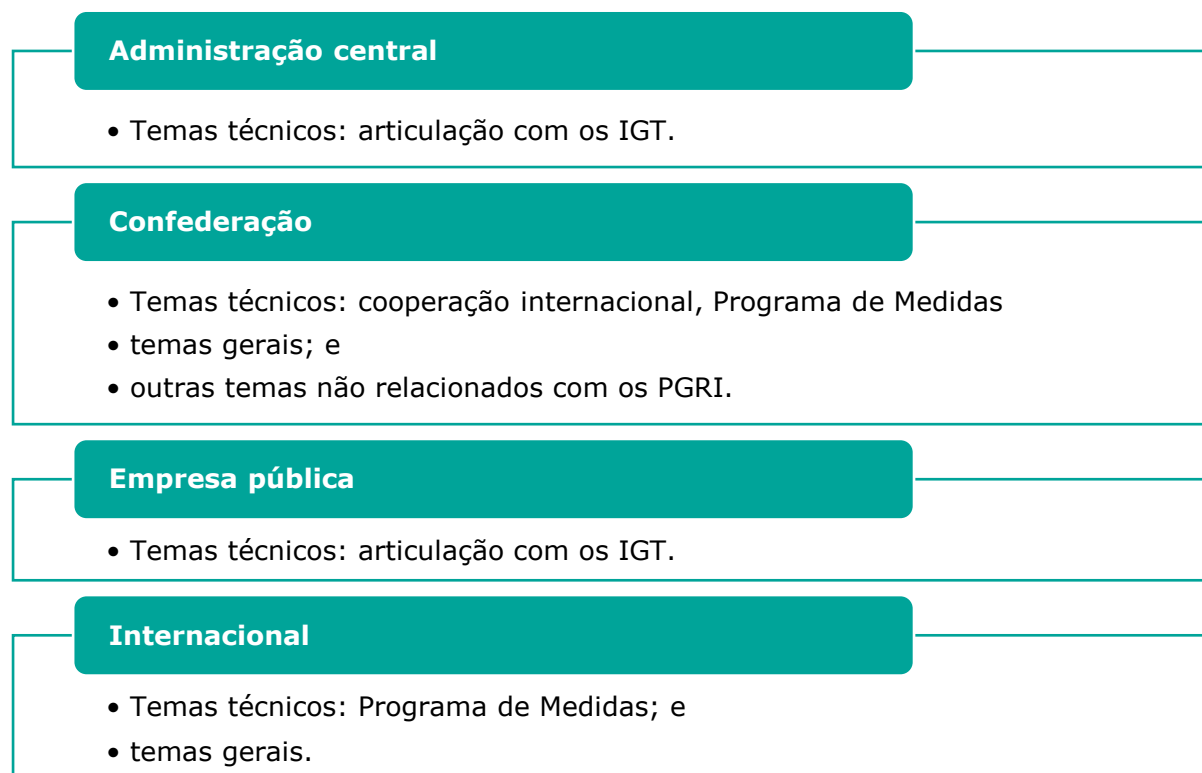 Administração central
• Temas técnicos: articulação com os IGT.
Confederação
• Temas técnicos: cooperação internacional, Programa de Medidas
• temas gerais; e
• outras temas não relacionados com os PGRI.
Empresa pública
• Temas técnicos: articulação com os IGT.
Internacional
• Temas técnicos: Programa de Medidas; e
• temas gerais.